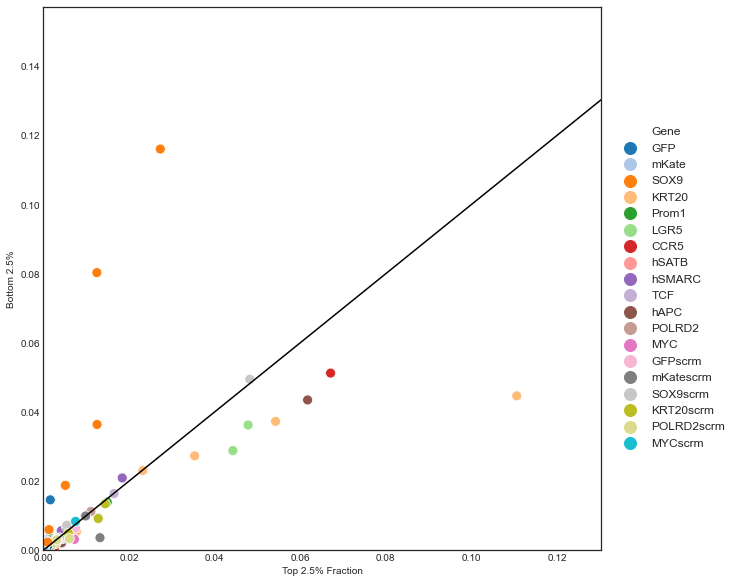 0.14
0.12
0.10
0.08
0.06
0.04
0.02
0.00
Bottom 2.5%
0.00 0.02 0.04 0.06 0.08 0.10 0.12
Top 2.5% Fraction
Gene
GFP
mKate
SOX9
KRT20
Prom1
LGR5
CCR5
hSATB
hSMARC
TCF
hAPC
POLRD2
MYC
GFPscrm
mKatescrm
SOX9scrm
KRT20scrm
POLRD2scrm
MYCscrm